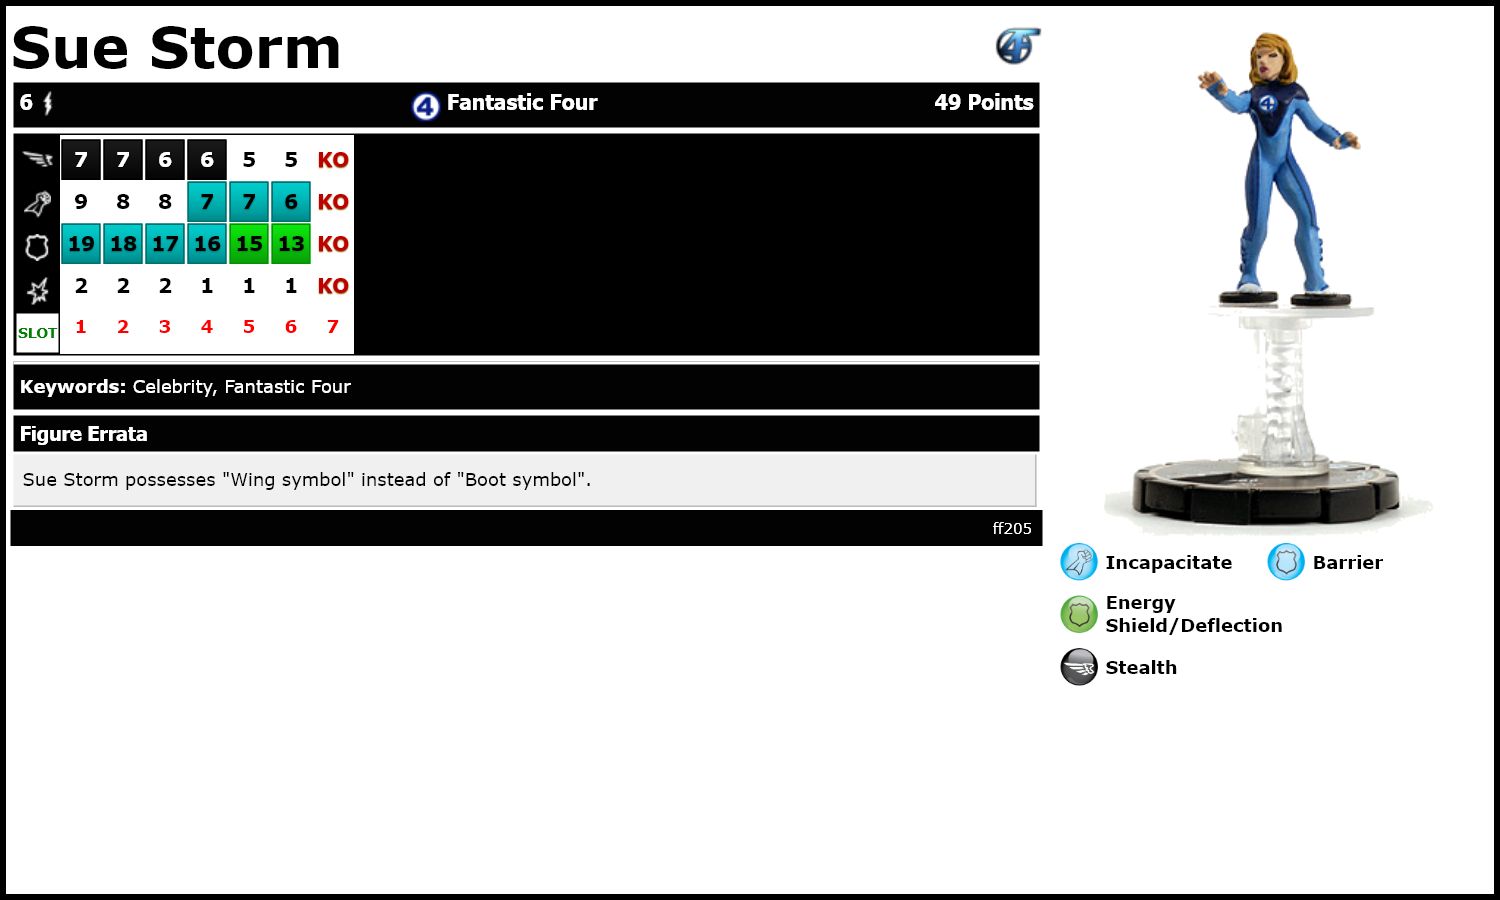 Sue Storm
6 Fantastic Four 49 Points
7 7 6 6 5 5 KO
9 8 8 7 7 6 KO
19 18 17 16 15 13 KO
2 2 2 1 1 1 KO
SLOT 1 2 3 4 5 6 7
Keywords: Celebrity, Fantastic Four
Figure Errata
Sue Storm possesses "Wing symbol" instead of "Boot symbol".
ff205
4
Incapacitate Barrier
Energy
Shield/Deflection
Stealth